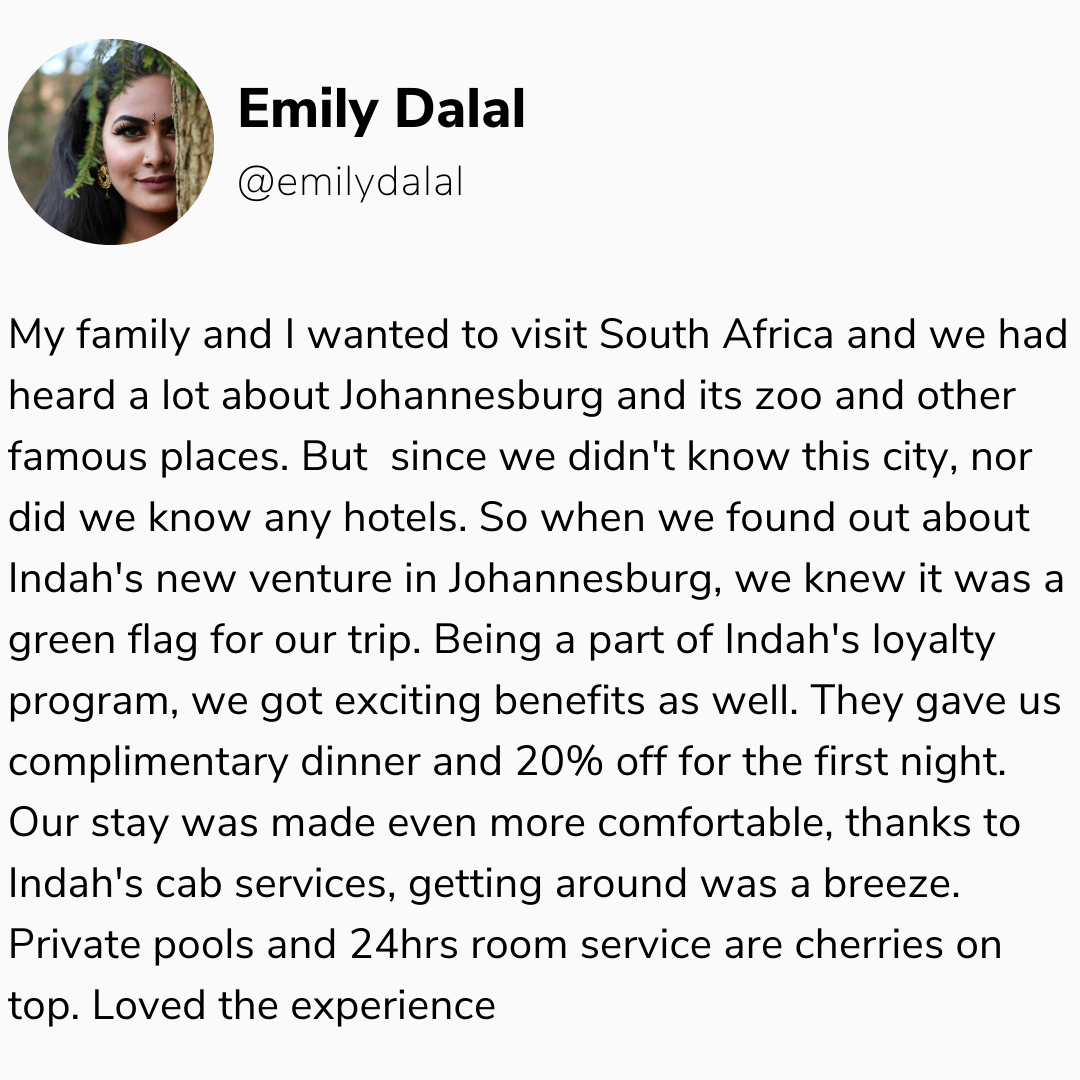 Emily Dalal
@emilydalal
My family and I wanted to visit South Africa and we had
heard a lot about Johannesburg and its zoo and other
famous places. But  since we didn't know this city, nor
did we know any hotels. So when we found out about
Indah's new venture in Johannesburg, we knew it was a
green flag for our trip. Being a part of Indah's loyalty
program, we got exciting benefits as well. They gave us
complimentary dinner and 20% off for the first night.
Our stay was made even more comfortable, thanks to
Indah's cab services, getting around was a breeze.
Private pools and 24hrs room service are cherries on
top. Loved the experience